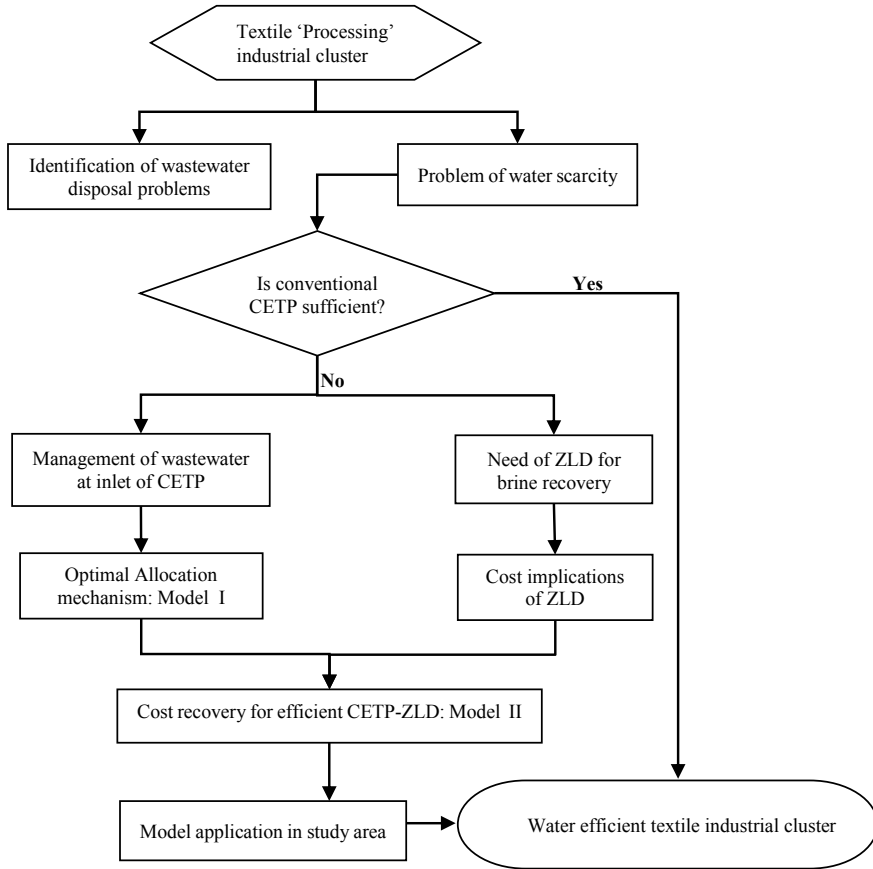 Textile ‘Processing’
industrial cluster
Identification of wastewater
disposal problems
Problem of water scarcity
Is conventional
CETP sufficient?
Yes
No
Management of wastewater
at inlet of CETP
Need of ZLD for
brine recovery
Optimal Allocation
mechanism: Model I
Cost implications
of ZLD
Cost recovery for efficient CETP-ZLD: Model II
Model application in study area
Water efficient textile industrial cluster